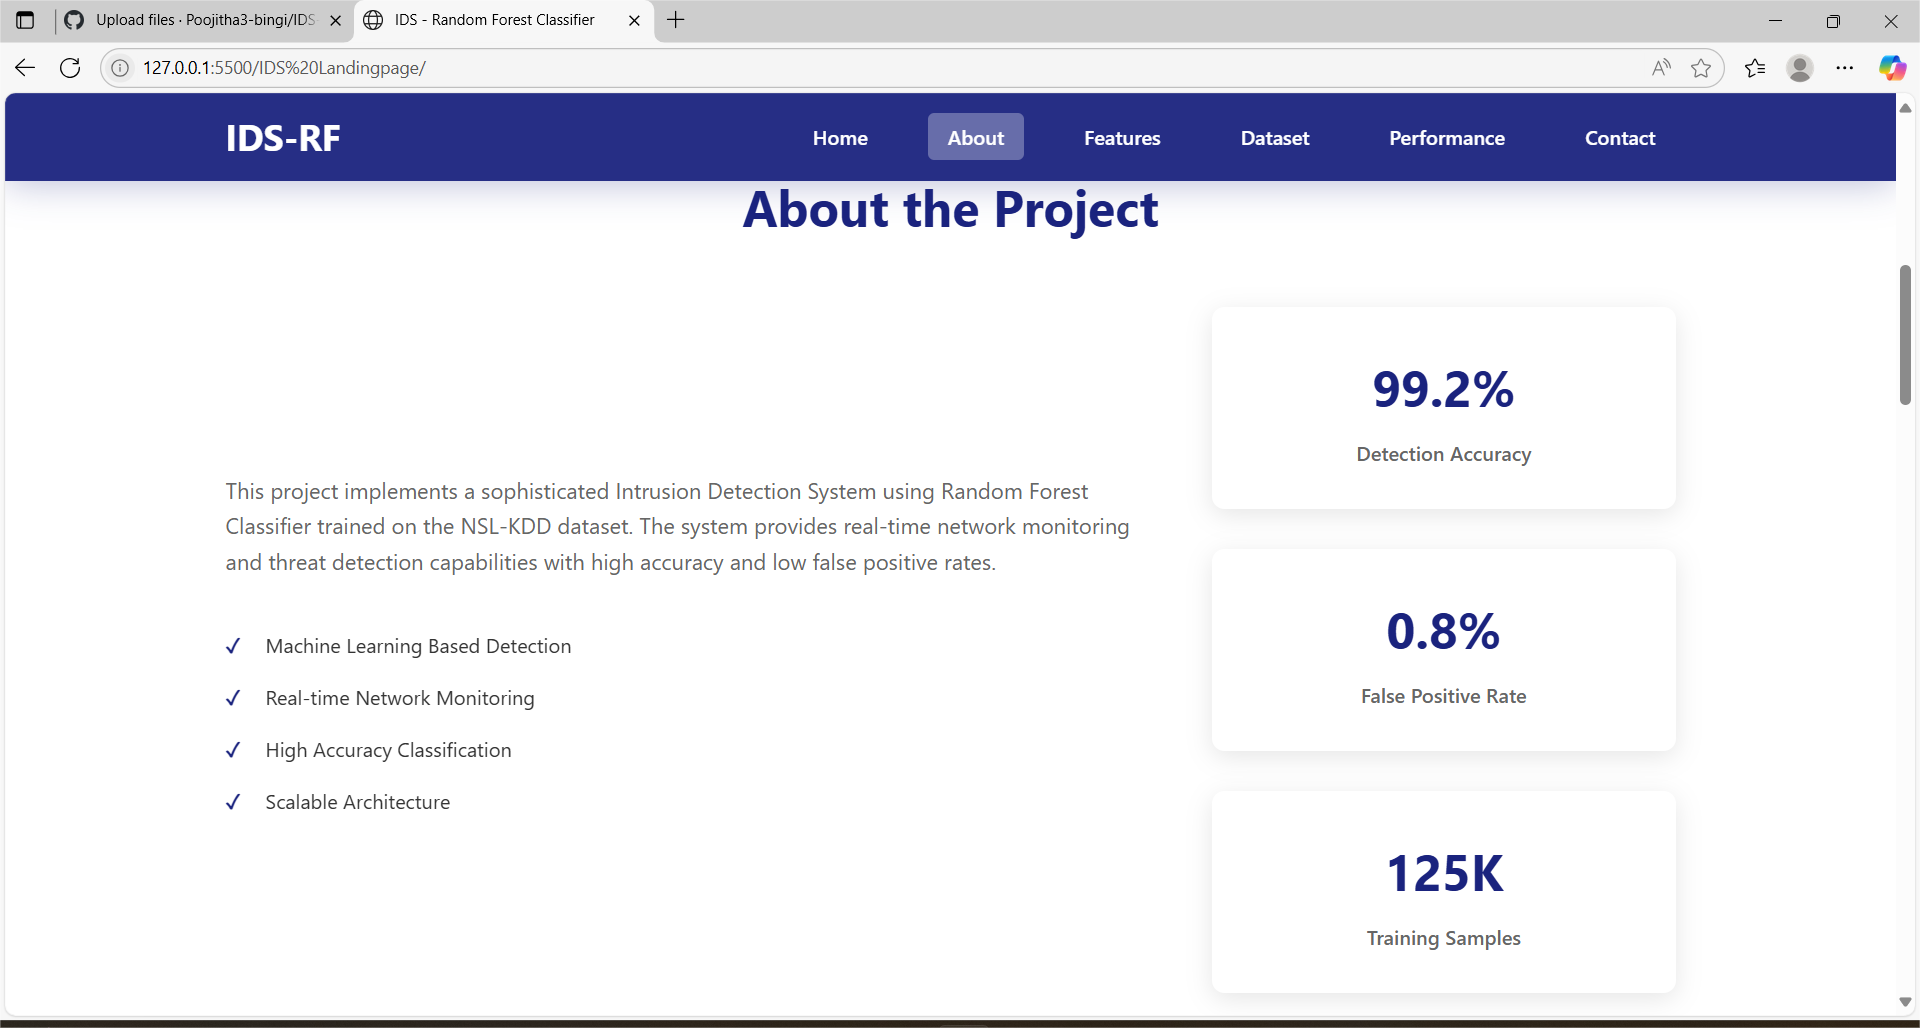 Upload files · Poojitha3-bingi/IDS
IDS - Random Forest Classifier
127.0.0.1:5500/IDS%20Landingpage/
IDS-RF
Home
About
Features
Dataset
Performance
Contact
About the Project
This project implements a sophisticated Intrusion Detection System using Random Forest
Classifier trained on the NSL-KDD dataset. The system provides real-time network monitoring
and threat detection capabilities with high accuracy and low false positive rates.
✓ Machine Learning Based Detection
✓ Real-time Network Monitoring
✓ High Accuracy Classification
✓ Scalable Architecture
99.2%
Detection Accuracy
0.8%
False Positive Rate
125K
Training Samples